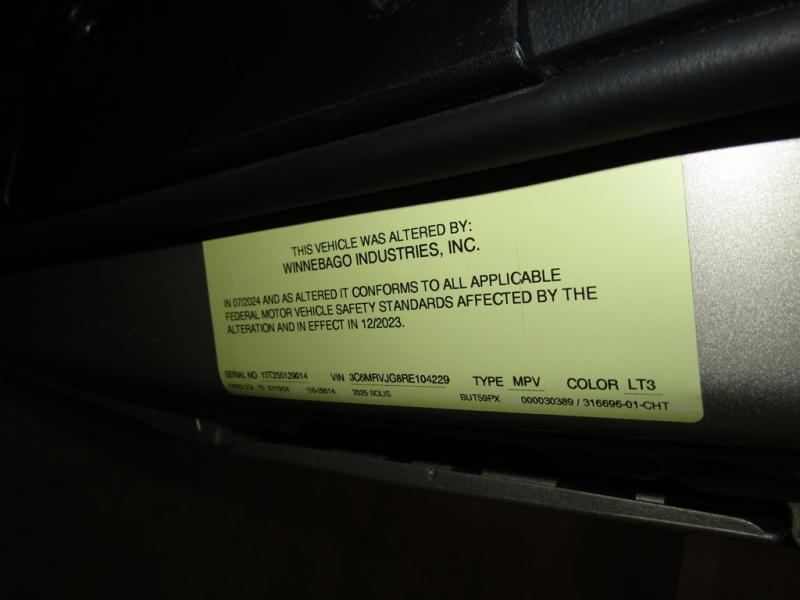 THIS VEHICLE WAS ALTERED BY:
WINNEBAGO INDUSTRIES, INC.
IN 07/2024 AND AS ALTERED IT CONFORMS TO ALL APPLICABLE
FEDERAL MOTOR VEHICLE SAFETY STANDARDS AFFECTED BY THE
ALTERATION AND IN EFFECT IN 12/2023.
SERIAL NO 1ST255129014 VIN 3C6MRVJG8RE104229 TYPE MPV COLOR LT3
155-29014 2025 SOLIS BUT59PX 000030389 / 316696-01-CHT